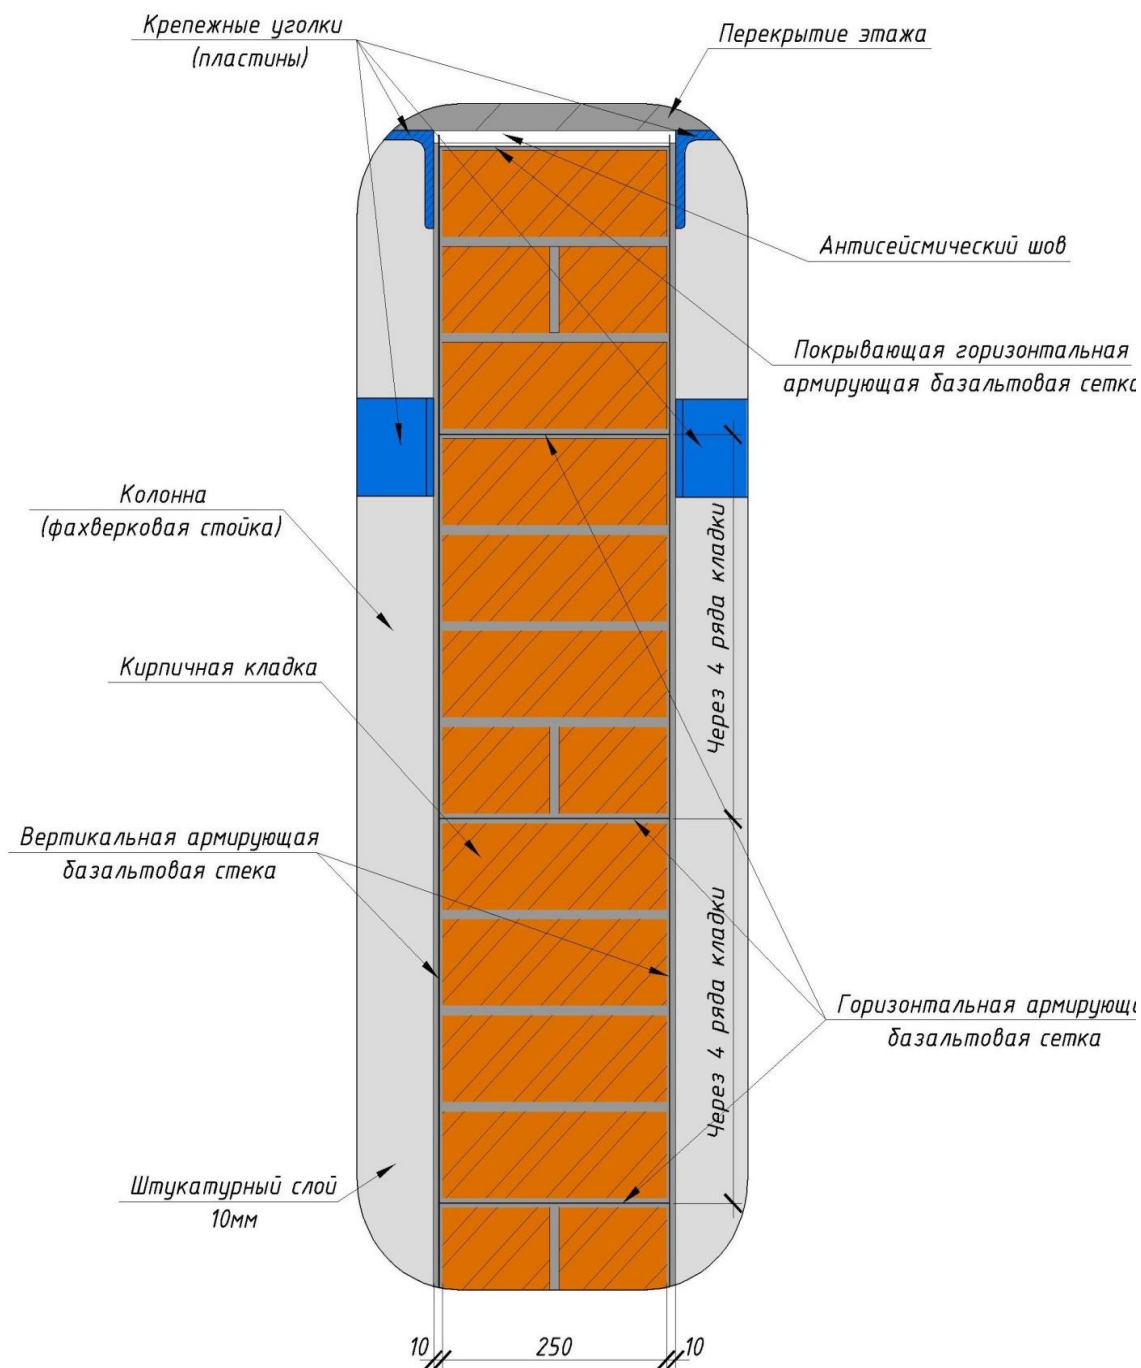 Крепежные уголки
(пластины)
Перекрытие этажа
Антисейсмический шов
Покрывающая горизонтальная
армирующая базальтовая сетка
Колонна
(фахверковая стойка)
Через 4 ряда кладки
Кирпичная кладка
Вертикальная армирующая
базальтовая стека
Через 4 ряда кладки
Горизонтальная армирующ
базальтовая сетка
Штукатурный слой
10мм
10 250 10